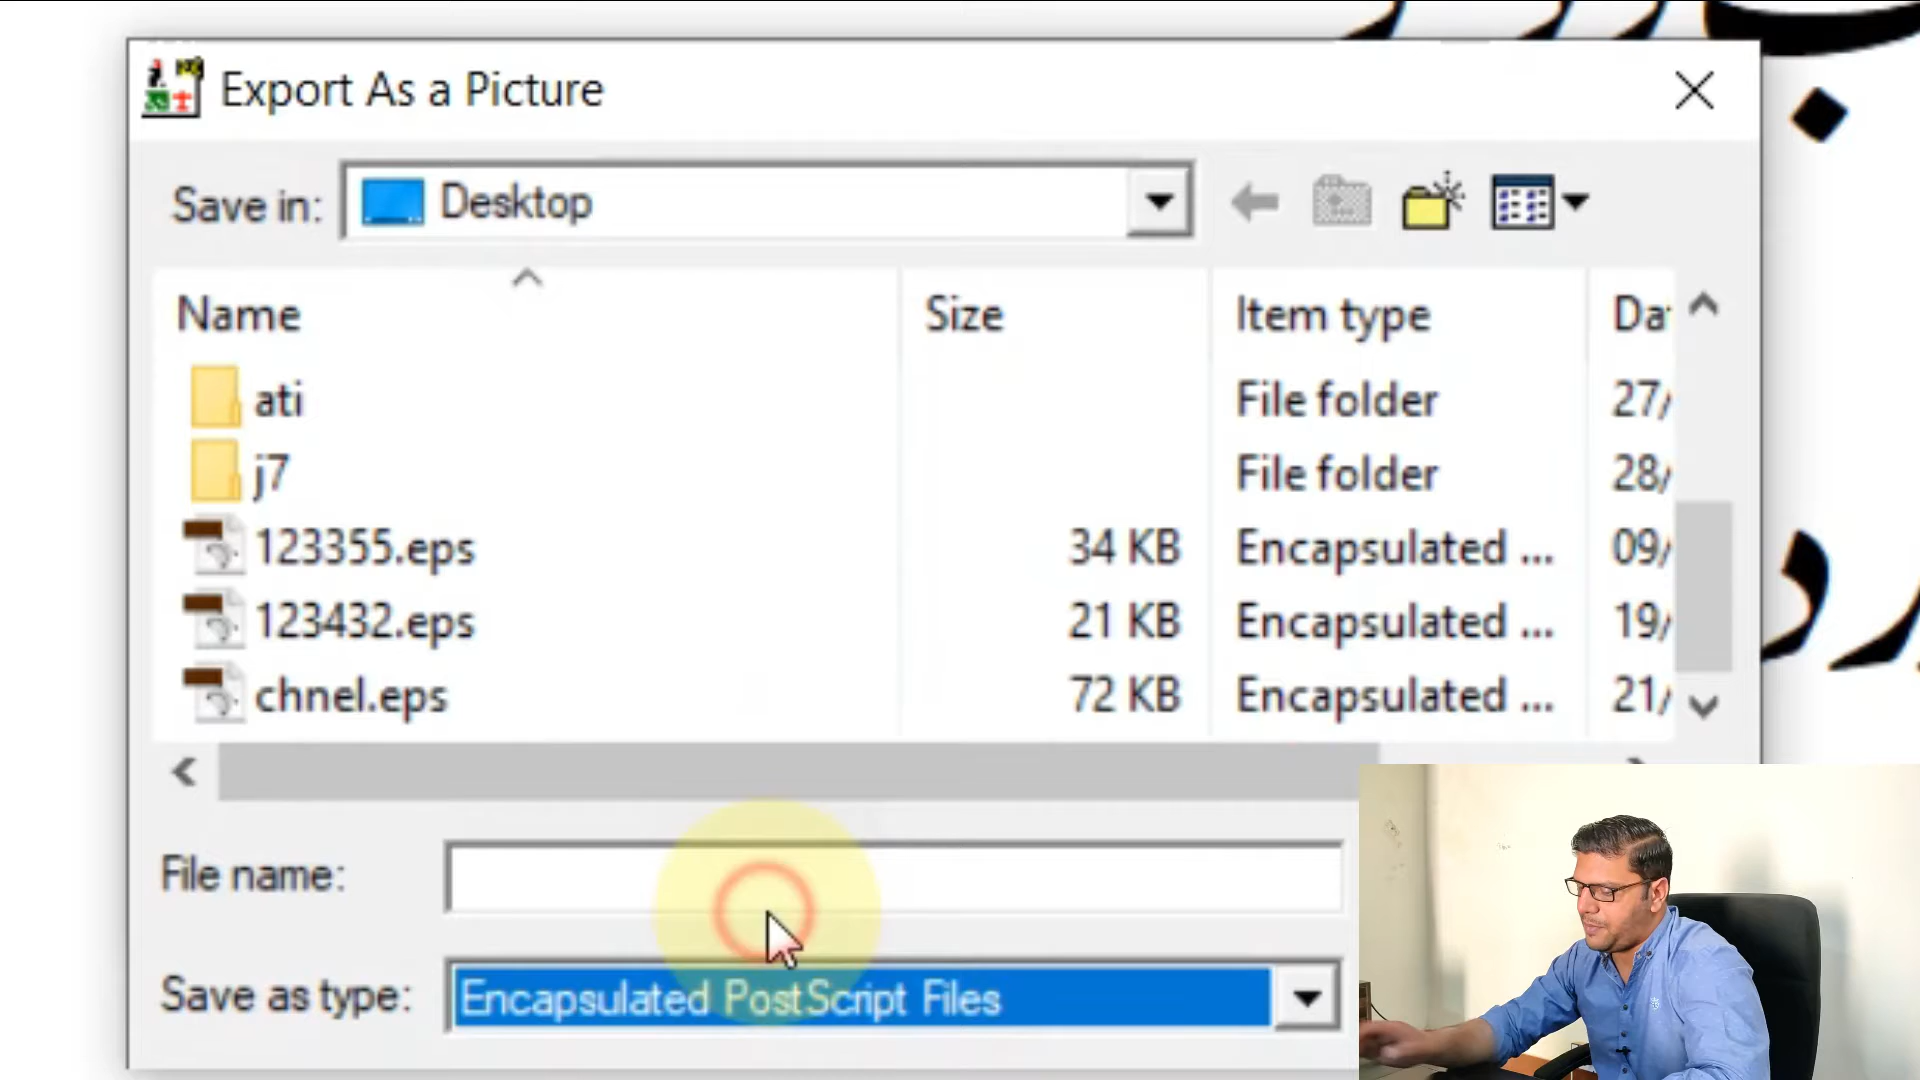 Export As a Picture
Save in: Desktop
Name Size Item type Da
ati File folder 27/
j7 File folder 28/
123355.eps 34 KB Encapsulated ... 09/
123432.eps 21 KB Encapsulated ... 19/
chnel.eps 72 KB Encapsulated ... 21/
File name:
Save as type: Encapsulated PostScript Files